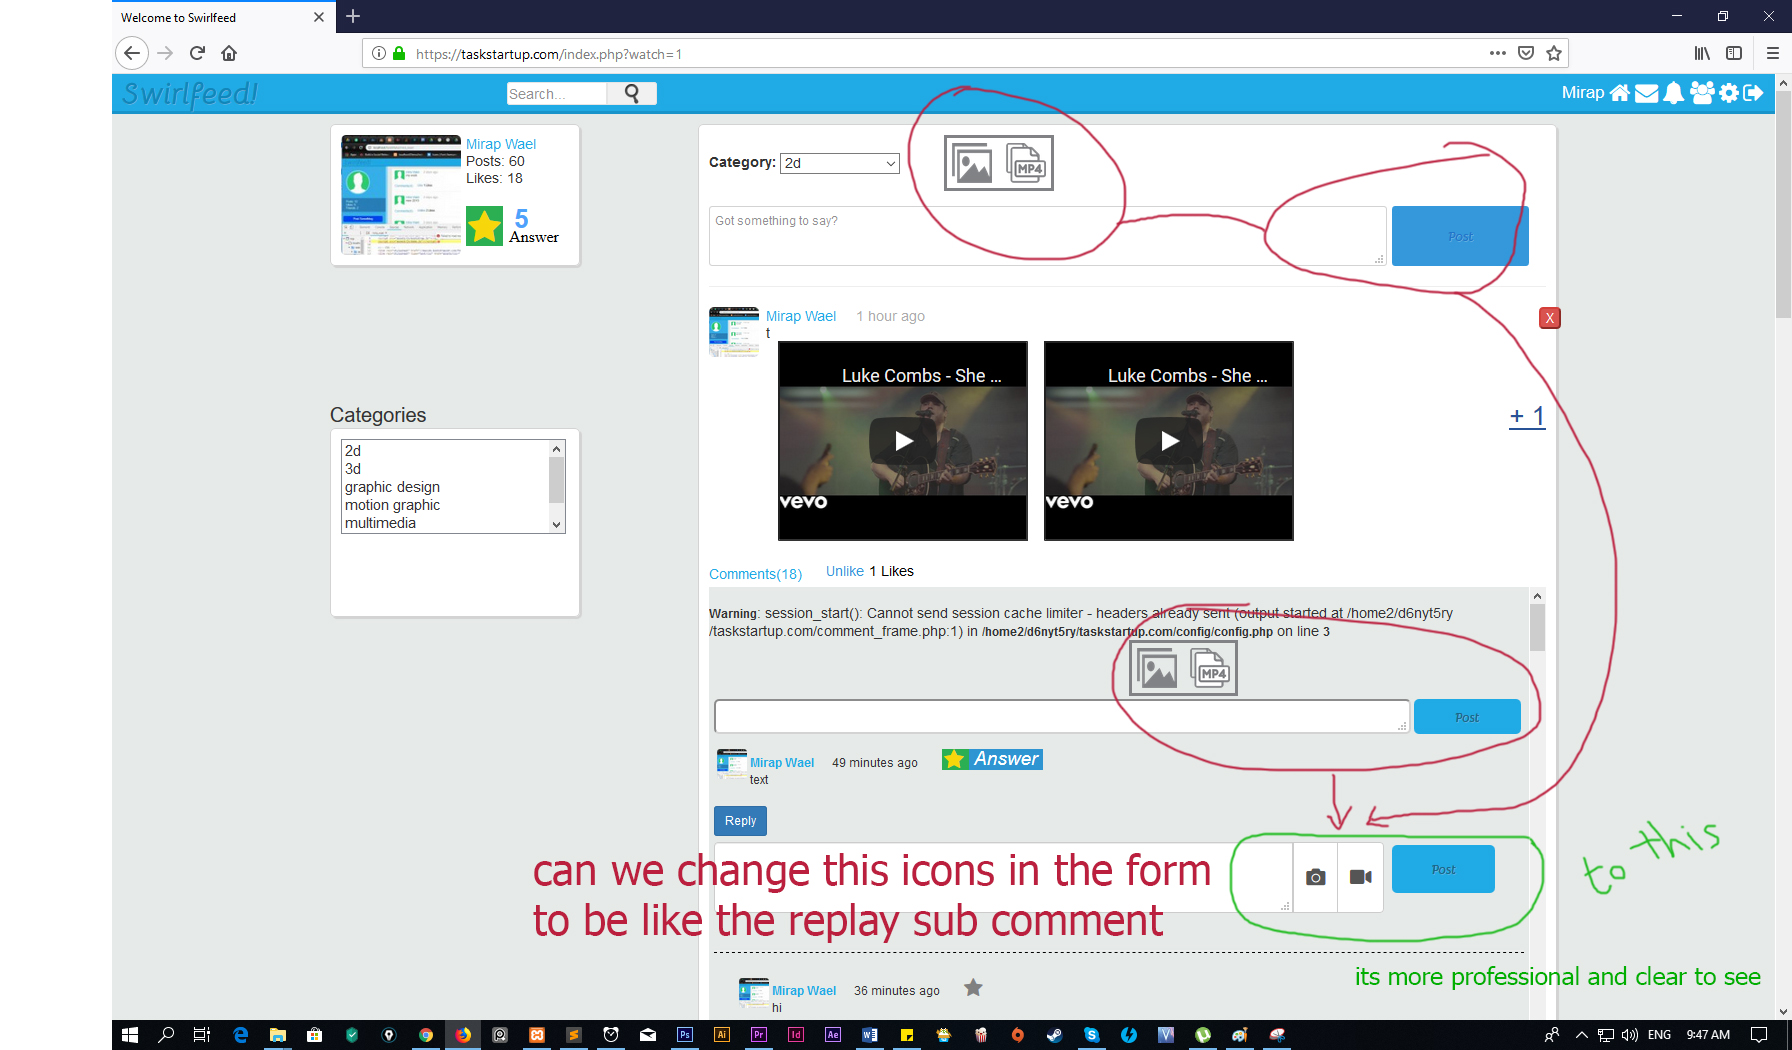 Welcome to Swirlfeed
https://taskstartup.com/index.php?watch=1
Swirlfeed!
Search...
Mirap
Mirap Wael
Posts: 60
Likes: 18
5
Answer
Category: 2d
MP4
Got something to say?
Post
Mirap Wael 1 hour ago
t
X
Luke Combs - She ...
vevo
Luke Combs - She ...
vevo
+ 1
Categories
2d
3d
graphic design
motion graphic
multimedia
Comments(18) Unlike 1 Likes
Warning: session_start(): Cannot send session cache limiter - headers already sent (output started at /home2/d6nyt5ry
/taskstartup.com/comment_frame.php:1) in /home2/d6nyt5ry/taskstartup.com/config/config.php on line 3
MP4
Post
Mirap Wael 49 minutes ago Answer
text
Reply
Post
can we change this icons in the form
to be like the replay sub comment
to this
its more professional and clear to see
Mirap Wael 36 minutes ago
hi
Ps Ai Pr Id Ae
ENG 9:47 AM